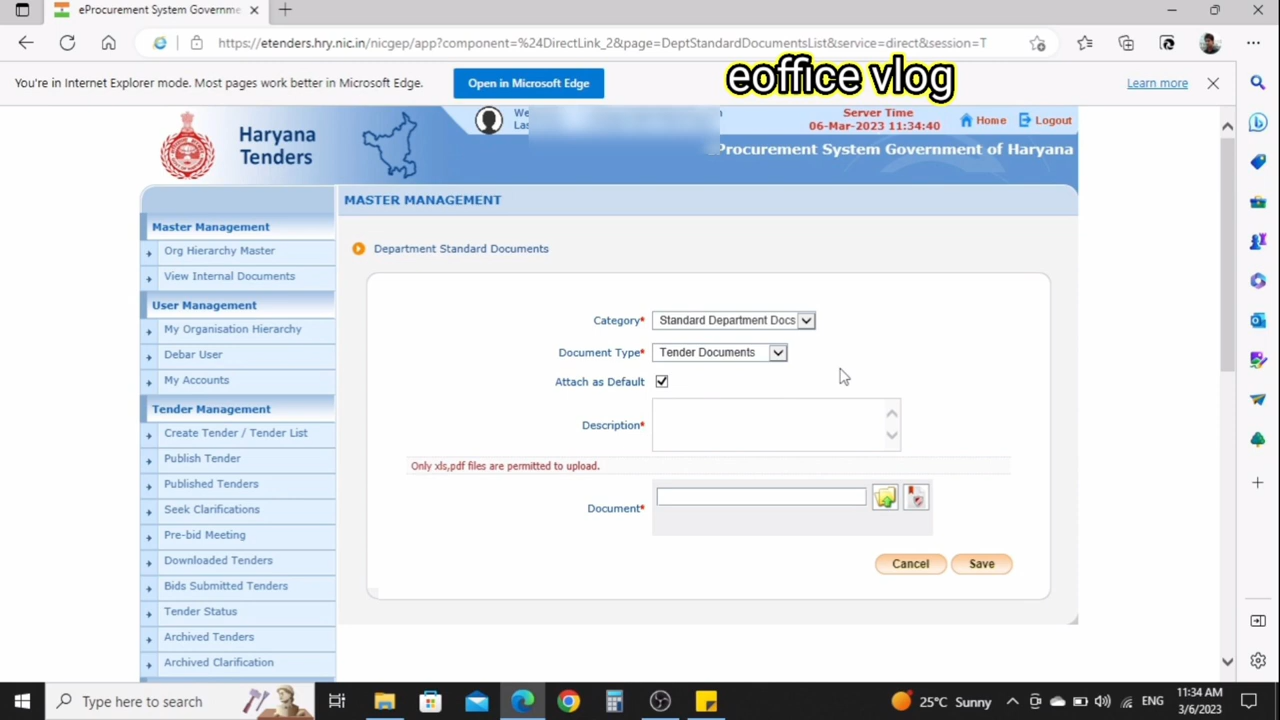 eProcurement System Governme
https://etenders.hry.nic.in/nicgep/app?component=%24DirectLink_2&page=DeptStandardDocumentsList&service=direct&session=T
You're in Internet Explorer mode. Most pages work better in Microsoft Edge.
Open in Microsoft Edge
eoffice vlog
Learn more
Haryana
Tenders
We
Las
Server Time
06-Mar-2023 11:34:40
Home
Logout
Procurement System Government of Haryana
MASTER MANAGEMENT
Master Management
Org Hierarchy Master
View Internal Documents
User Management
My Organisation Hierarchy
Debar User
My Accounts
Tender Management
Create Tender / Tender List
Publish Tender
Published Tenders
Seek Clarifications
Pre-bid Meeting
Downloaded Tenders
Bids Submitted Tenders
Tender Status
Archived Tenders
Archived Clarification
Department Standard Documents
Category* Standard Department Docs
Document Type* Tender Documents
Attach as Default
Description*
Only xls,pdf files are permitted to upload.
Document*
Cancel Save
Type here to search
25°C Sunny
ENG
11:34 AM
3/6/2023